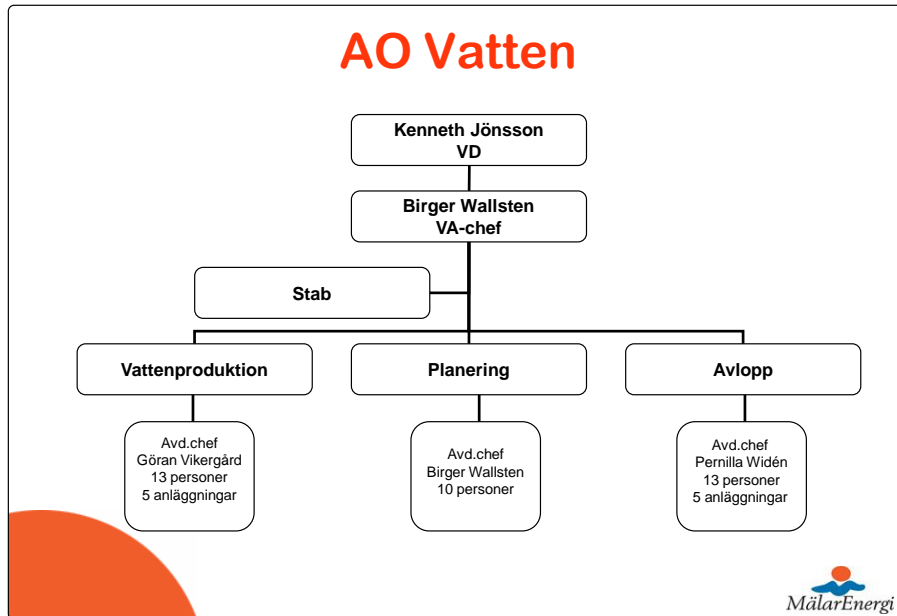 AO Vatten
Kenneth Jönsson
VD
Birger Wallsten
VA-chef
Stab
Vattenproduktion
Planering
Avlopp
Avd.chef
Göran Vikergård
13 personer
5 anläggningar
Avd.chef
Birger Wallsten
10 personer
Avd.chef
Pernilla Widén
13 personer
5 anläggningar
MälarEnergi